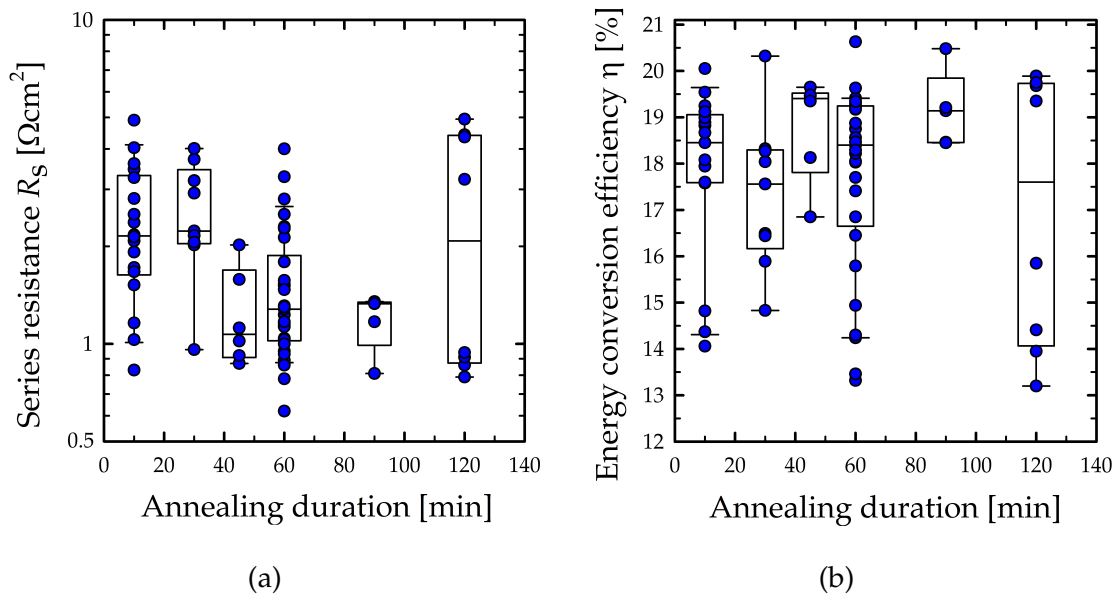 Series resistance RS [Ωcm2]
10
1
0.5
0 20 40 60 80 100 120 140
Annealing duration [min]
(a)
Energy conversion efficiency η [%]
21
20
19
18
17
16
15
14
13
12
0 20 40 60 80 100 120 140
Annealing duration [min]
(b)